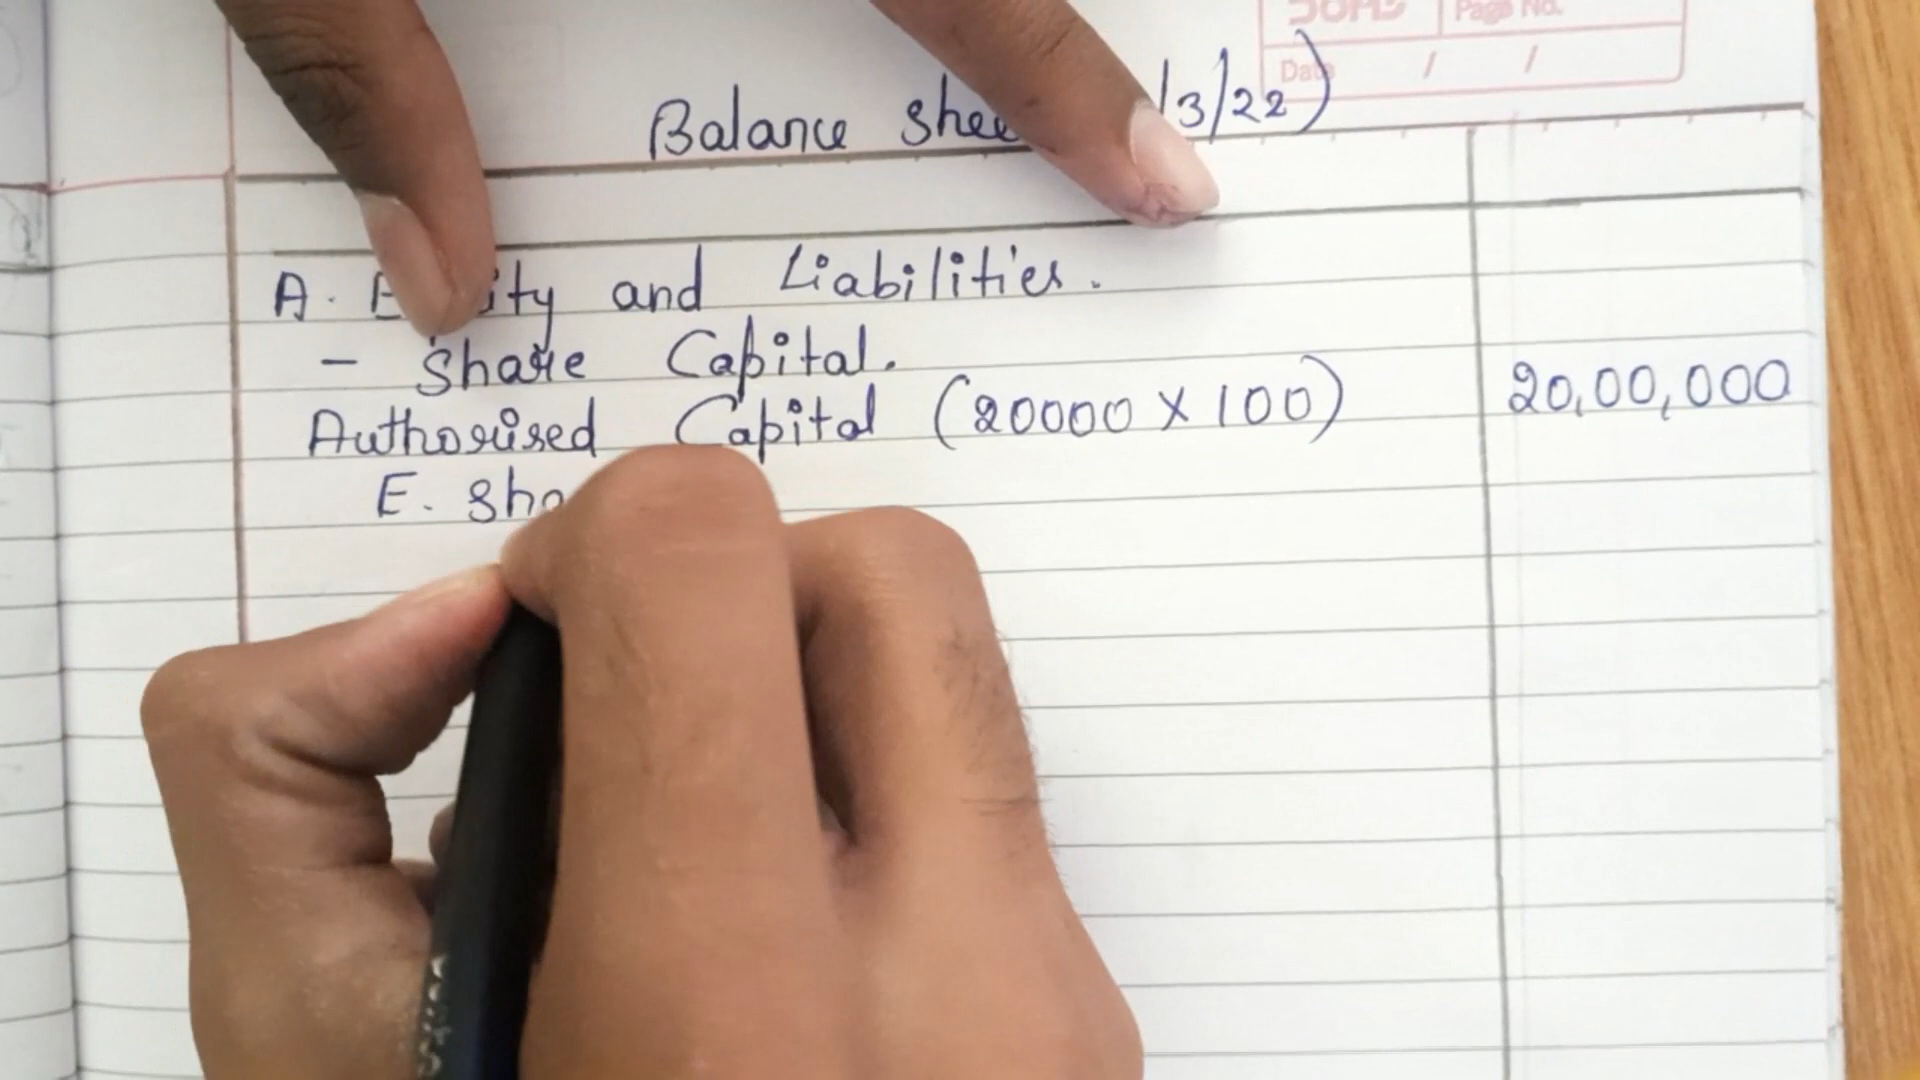 Page No.
Date / /
Balance shee /3/22)
A. E ity and Liabilities.
- Share Capital.
Authorised Capital (20000 X 100) 20,00,000
E. sha